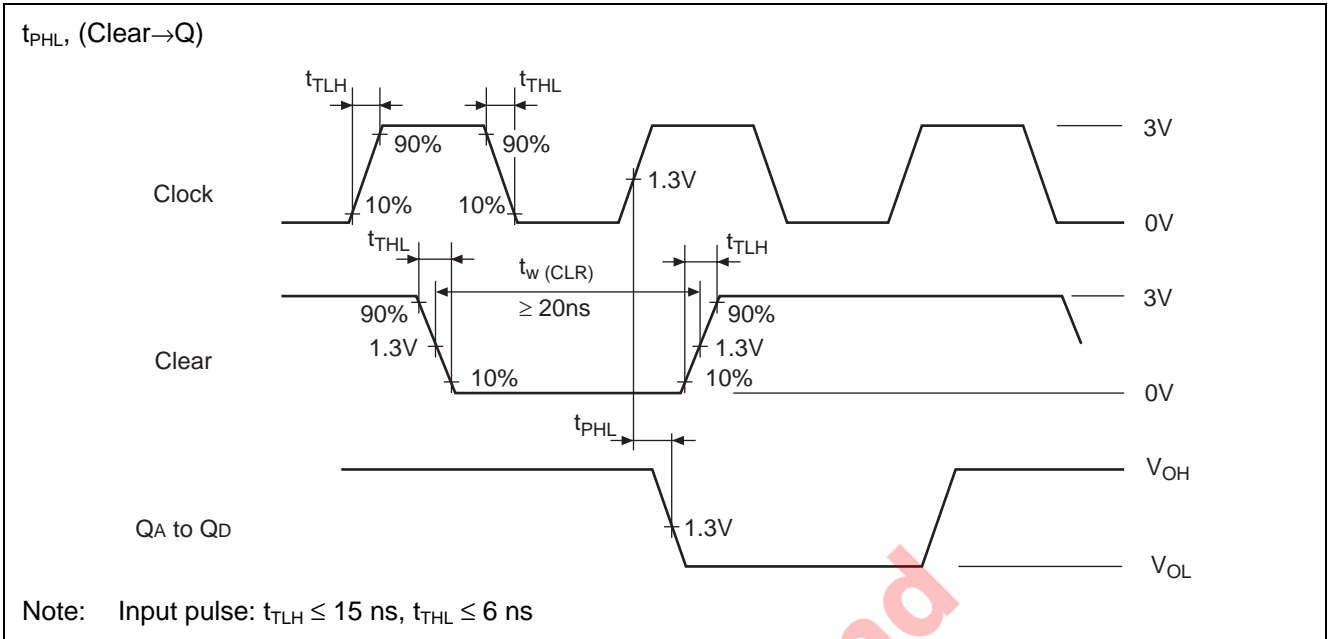 tPHL, (Clear→Q)
tTLH
tTHL
90%
90%
3V
Clock
1.3V
10%
10%
0V
tTHL
tTLH
tw (CLR)
≥ 20ns
3V
90%
90%
Clear
1.3V
1.3V
10%
10%
0V
tPHL
VOH
QA to QD
1.3V
VOL
Note: Input pulse: tTLH ≤ 15 ns, tTHL ≤ 6 ns